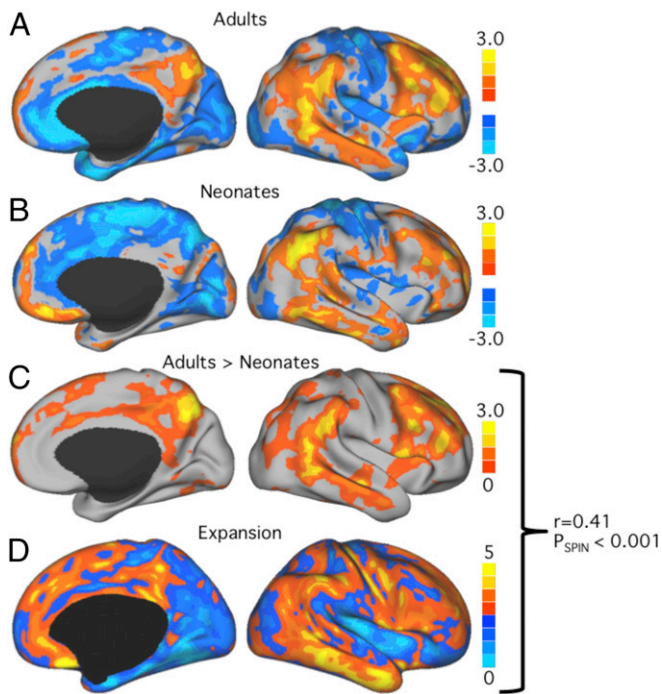 A
Adults
3.0
-3.0
B
Neonates
3.0
-3.0
C
Adults > Neonates
3.0
0
D
Expansion
5
0
r=0.41
PSPIN < 0.001